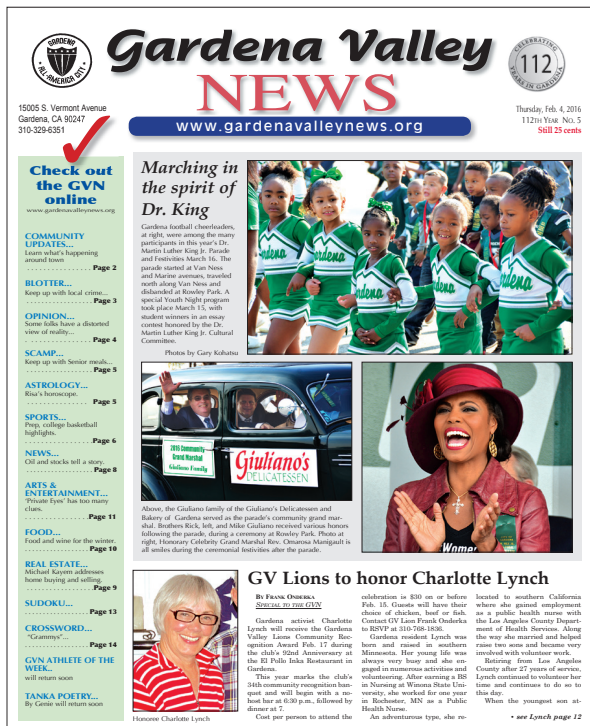 GARDENA
ALL-AMERICA CITY
Gardena Valley
NEWS
www.gardenavalleynews.org
CELEBRATING
112
YEARS IN GARDENA
15005 S. Vermont Avenue
Gardena, CA 90247
310-329-6351
Thursday, Feb. 4, 2016
112TH YEAR NO. 5
Still 25 cents
Check out
the GVN
online
www.gardenavalleynews.org
COMMUNITY
UPDATES...
Learn what's happening
around town
. . . . . . . . . . . . . . . . Page 2
BLOTTER...
Keep up with local crime...
. . . . . . . . . . . . . . . . Page 3
OPINION...
Some folks have a distorted
view of reality...
. . . . . . . . . . . . . . . . Page 4
SCAMP...
Keep up with Senior meals...
. . . . . . . . . . . . . . . . Page 5
ASTROLOGY...
Risa's horoscope.
. . . . . . . . . . . . . . . . Page 5
SPORTS...
Prep, college basketball
highlights.
. . . . . . . . . . . . . . . . Page 6
NEWS...
Oil and stocks tell a story.
. . . . . . . . . . . . . . . . Page 8
ARTS &
ENTERTAINMENT...
'Private Eyes' has too many
clues.
. . . . . . . . . . . . . . . . Page 11
FOOD...
Food and wine for the winter.
. . . . . . . . . . . . . . . . Page 10
REAL ESTATE...
Michael Kayem addresses
home buying and selling.
. . . . . . . . . . . . . . . . Page 9
SUDOKU...
. . . . . . . . . . . . . . . . Page 13
CROSSWORD...
"Grammys"...
. . . . . . . . . . . . . . . . Page 14
GVN ATHLETE OF THE
WEEK..
will return soon
TANKA POETRY...
By Genie will return soon
Marching in
the spirit of
Dr. King
Gardena football cheerleaders,
at right, were among the many
participants in this year's Dr.
Martin Luther King Jr. Parade
and Festivities March 16. The
parade started at Van Ness
and Marine avenues, traveled
north along Van Ness and
disbanded at Rowley Park. A
special Youth Night program
took place March 15, with
student winners in an essay
contest honored by the Dr.
Martin Luther King Jr. Cultural
Committee.
Photos by Gary Kohatsu
Gardena
Gardena
Gardena
2016 Community
Grand Marshal
Giuliano Family
Giuliano's
DELICATESSEN
Women
Above, the Giuliano family of the Giuliano's Delicatessen and
Bakery of Gardena served as the parade's community grand mar-
shal. Brothers Rick, left, and Mike Giuliano received various honors
following the parade, during a ceremony at Rowley Park. Photo at
right, Honorary Celebrity Grand Marshal Rev. Omarosa Manigault is
all smiles during the ceremonial festivities after the parade.
GV Lions to honor Charlotte Lynch
BY FRANK ONDERKA
SPECIAL TO THE GVN
Gardena activist Charlotte
Lynch will receive the Gardena
Valley Lions Community Rec-
ognition Award Feb. 17 during
the club's 92nd Anniversary at
the El Pollo Inka Restaurant in
Gardena.
This year marks the club's
34th community recognition ban-
quet and will begin with a no-
host bar at 6:30 p.m., followed by
dinner at 7.
Cost per person to attend the
celebration is $30 on or before
Feb. 15. Guests will have their
choice of chicken, beef or fish.
Contact GV Lion Frank Onderka
to RSVP at 310-768-1836.
Gardena resident Lynch was
born and raised in southern
Minnesota. Her young life was
always very busy and she en-
gaged in numerous activities and
volunteering. After earning a BS
in Nursing at Winona State Uni-
versity, she worked for one year
in Rochester, MN as a Public
Health Nurse.
An adventurous type, she re-
located to southern California
where she gained employment
as a public health nurse with
the Los Angeles County Depart-
ment of Health Services. Along
the way she married and helped
raise two sons and became very
involved with volunteer work.
Retiring from Los Angeles
County after 27 years of service,
Lynch continued to volunteer her
time and continues to do so to
this day.
When the youngest son at-
• see Lynch page 12
Honoree Charlotte Lynch